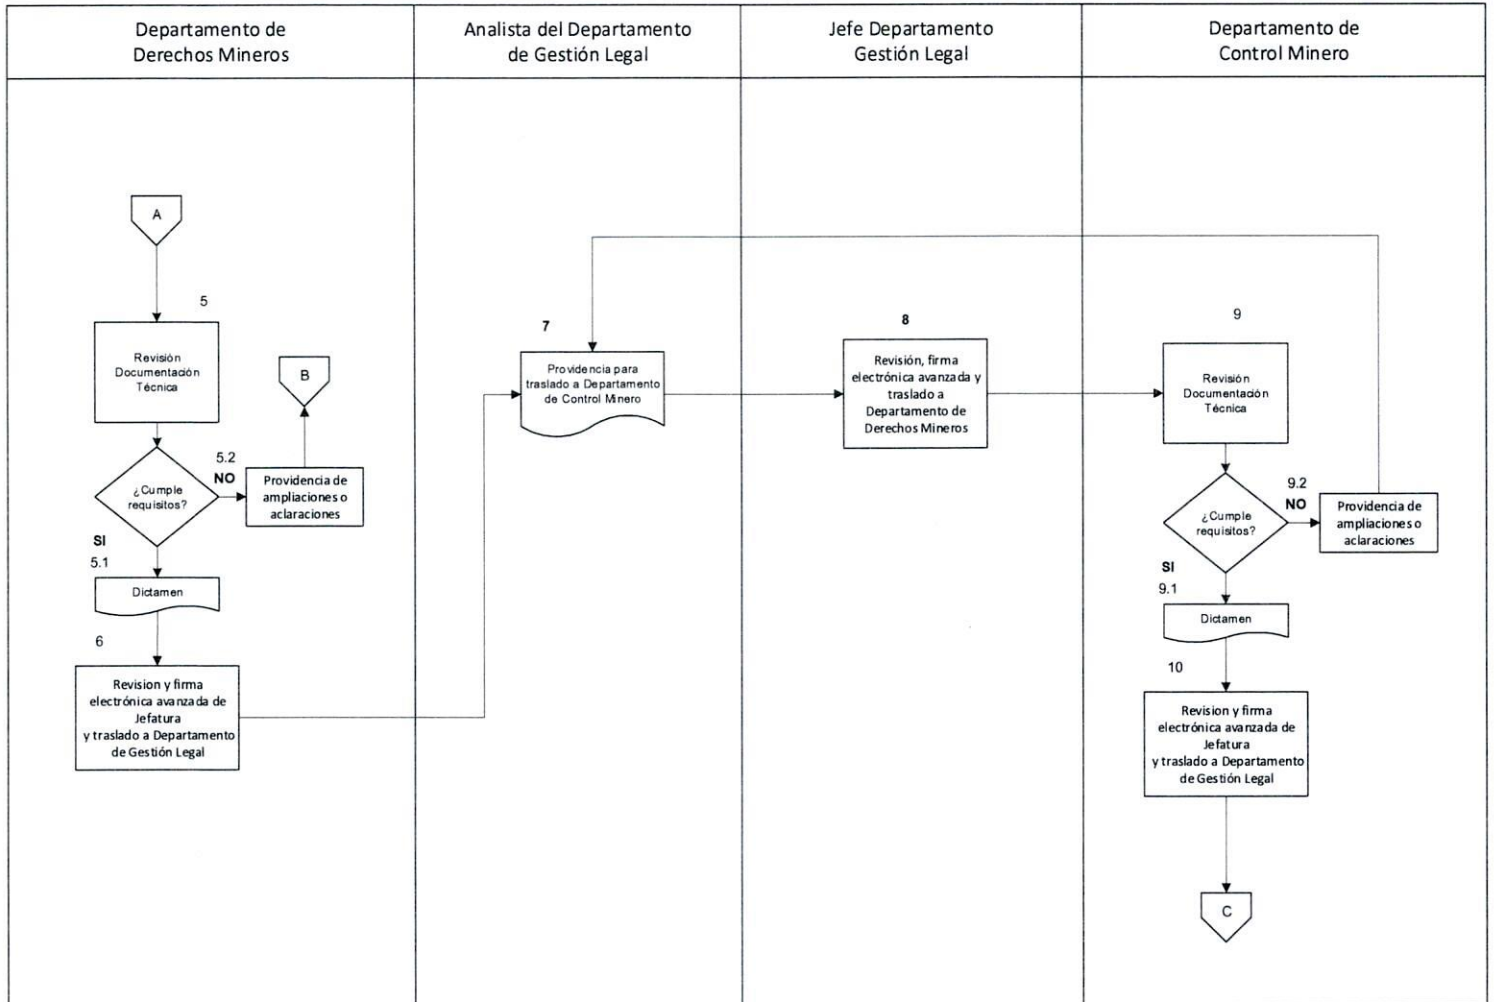 Departamento de
Derechos Mineros
Analista del Departamento
de Gestión Legal
Jefe Departamento
Gestión Legal
Departamento de
Control Minero
A
5
Revisión
Documentación
Técnica
B
¿Cumple
requisitos?
5.2
NO
Providencia de
ampliaciones o
aclaraciones
SI
5.1
Dictamen
6
Revision y firma
electrónica avanzada de
Jefatura
y traslado a Departamento
de Gestión Legal
7
Providencia para
traslado a Departamento
de Control Minero
8
Revisión, firma
electrónica avanzada y
traslado a
Departamento de
Derechos Mineros
9
Revisión
Documentación
Técnica
¿Cumple
requisitos?
9.2
NO
Providencia de
ampliaciones o
aclaraciones
SI
9.1
Dictamen
10
Revision y firma
electrónica avanzada de
Jefatura
y traslado a Departamento
de Gestión Legal
C